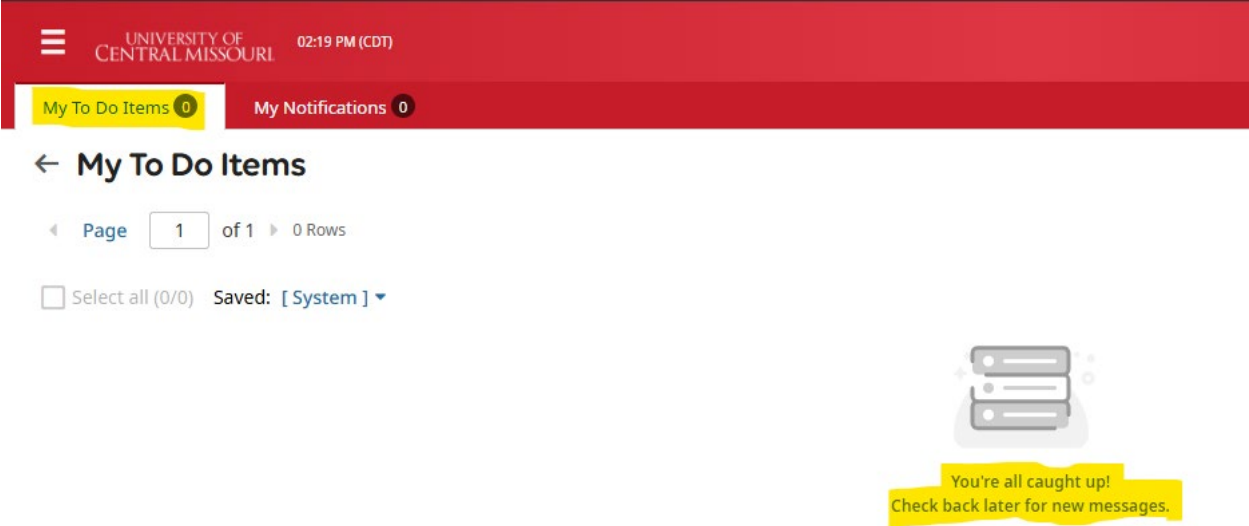 UNIVERSITY OF
CENTRAL MISSOURI.
02:19 PM (CDT)
My To Do Items 0 My Notifications 0
← My To Do Items
Page 1 of 1 0 Rows
Select all (0/0) Saved: [ System ]
You're all caught up!
Check back later for new messages.